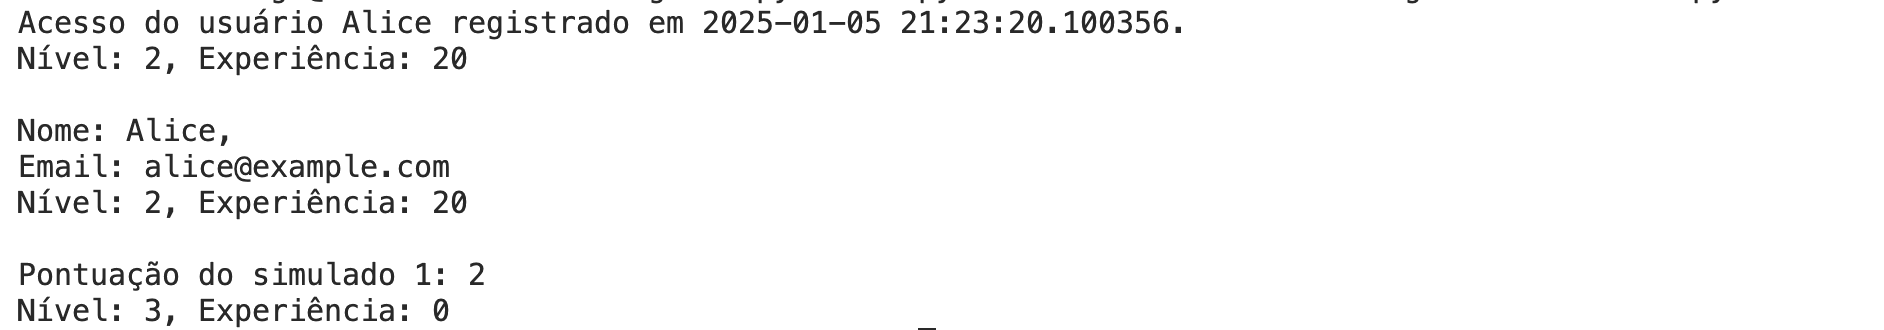 Acesso do usuário Alice registrado em 2025-01-05 21:23:20.100356.
Nível: 2, Experiência: 20
Nome: Alice,
Email: alice@example.com
Nível: 2, Experiência: 20
Pontuação do simulado 1: 2
Nível: 3, Experiência: 0